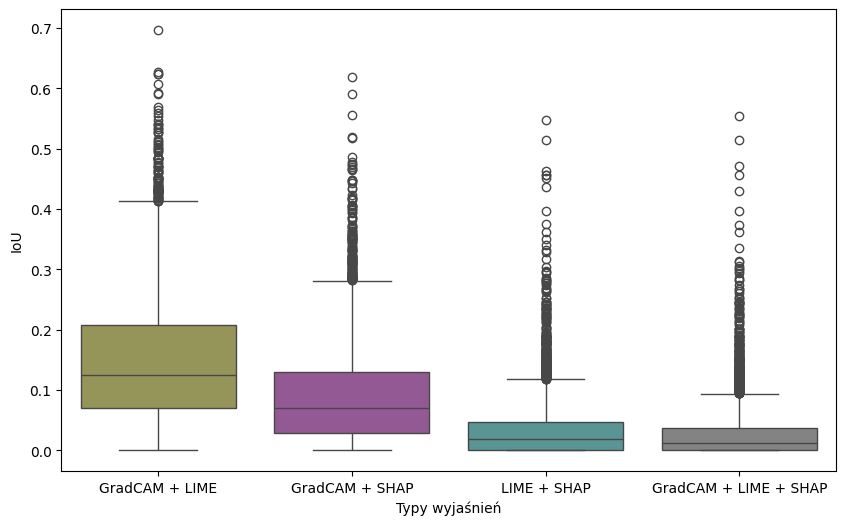 0.7
0.6
0.5
0.4
0.3
0.2
0.1
0.0
IoU
GradCAM + LIME
GradCAM + SHAP
LIME + SHAP
GradCAM + LIME + SHAP
Typy wyjaśnień